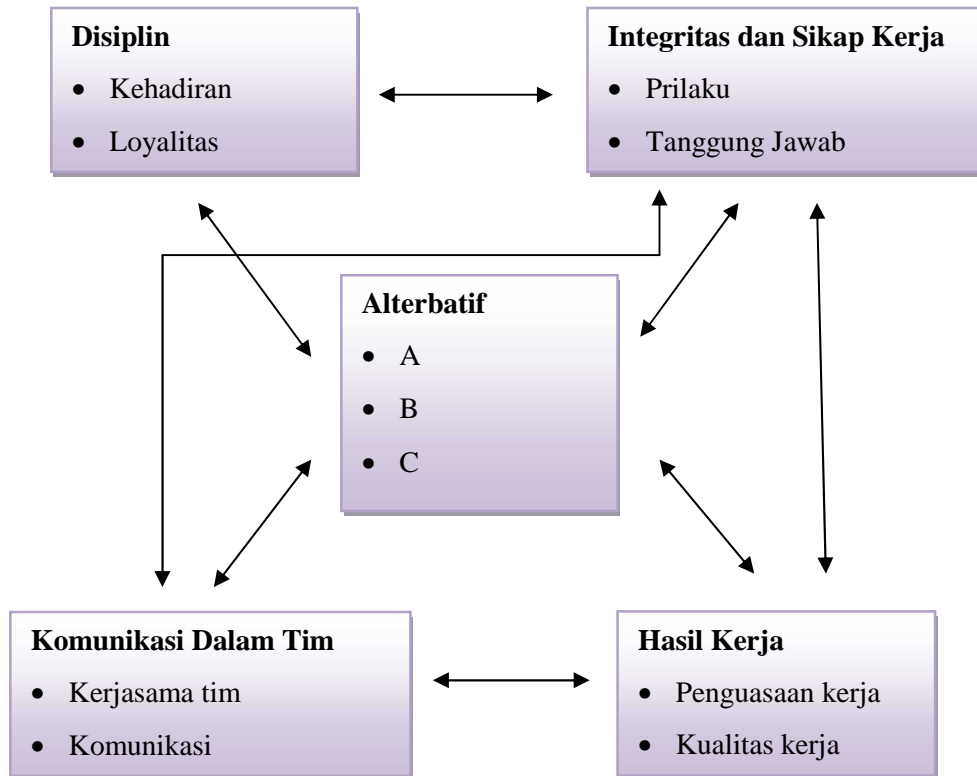 Disiplin
• Kehadiran
• Loyalitas
Integritas dan Sikap Kerja
• Prilaku
• Tanggung Jawab
Alterbatif
• A
• B
• C
Komunikasi Dalam Tim
• Kerjasama tim
• Komunikasi
Hasil Kerja
• Penguasaan kerja
• Kualitas kerja